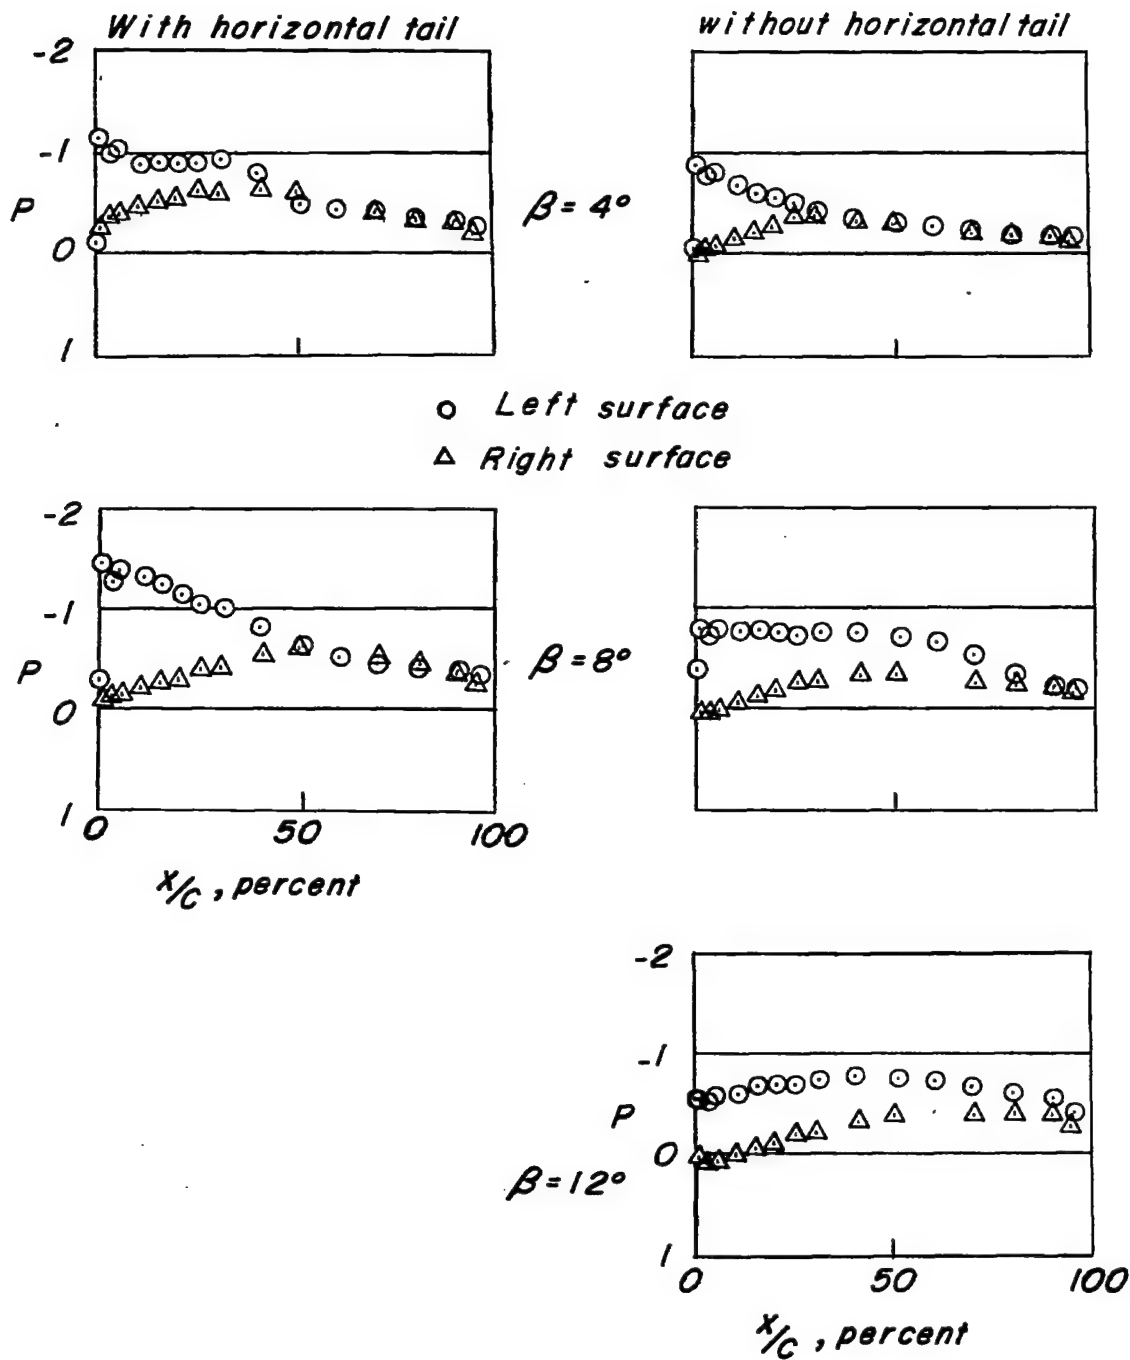 With horizontal tail
without horizontal tail
-2
-1
P
0
1
β = 4°
○ Left surface
△ Right surface
-2
-1
P
0
1
0 50 100
x/c, percent
β = 8°
-2
-1
P
0
1
0 50 100
x/c, percent
β = 12°